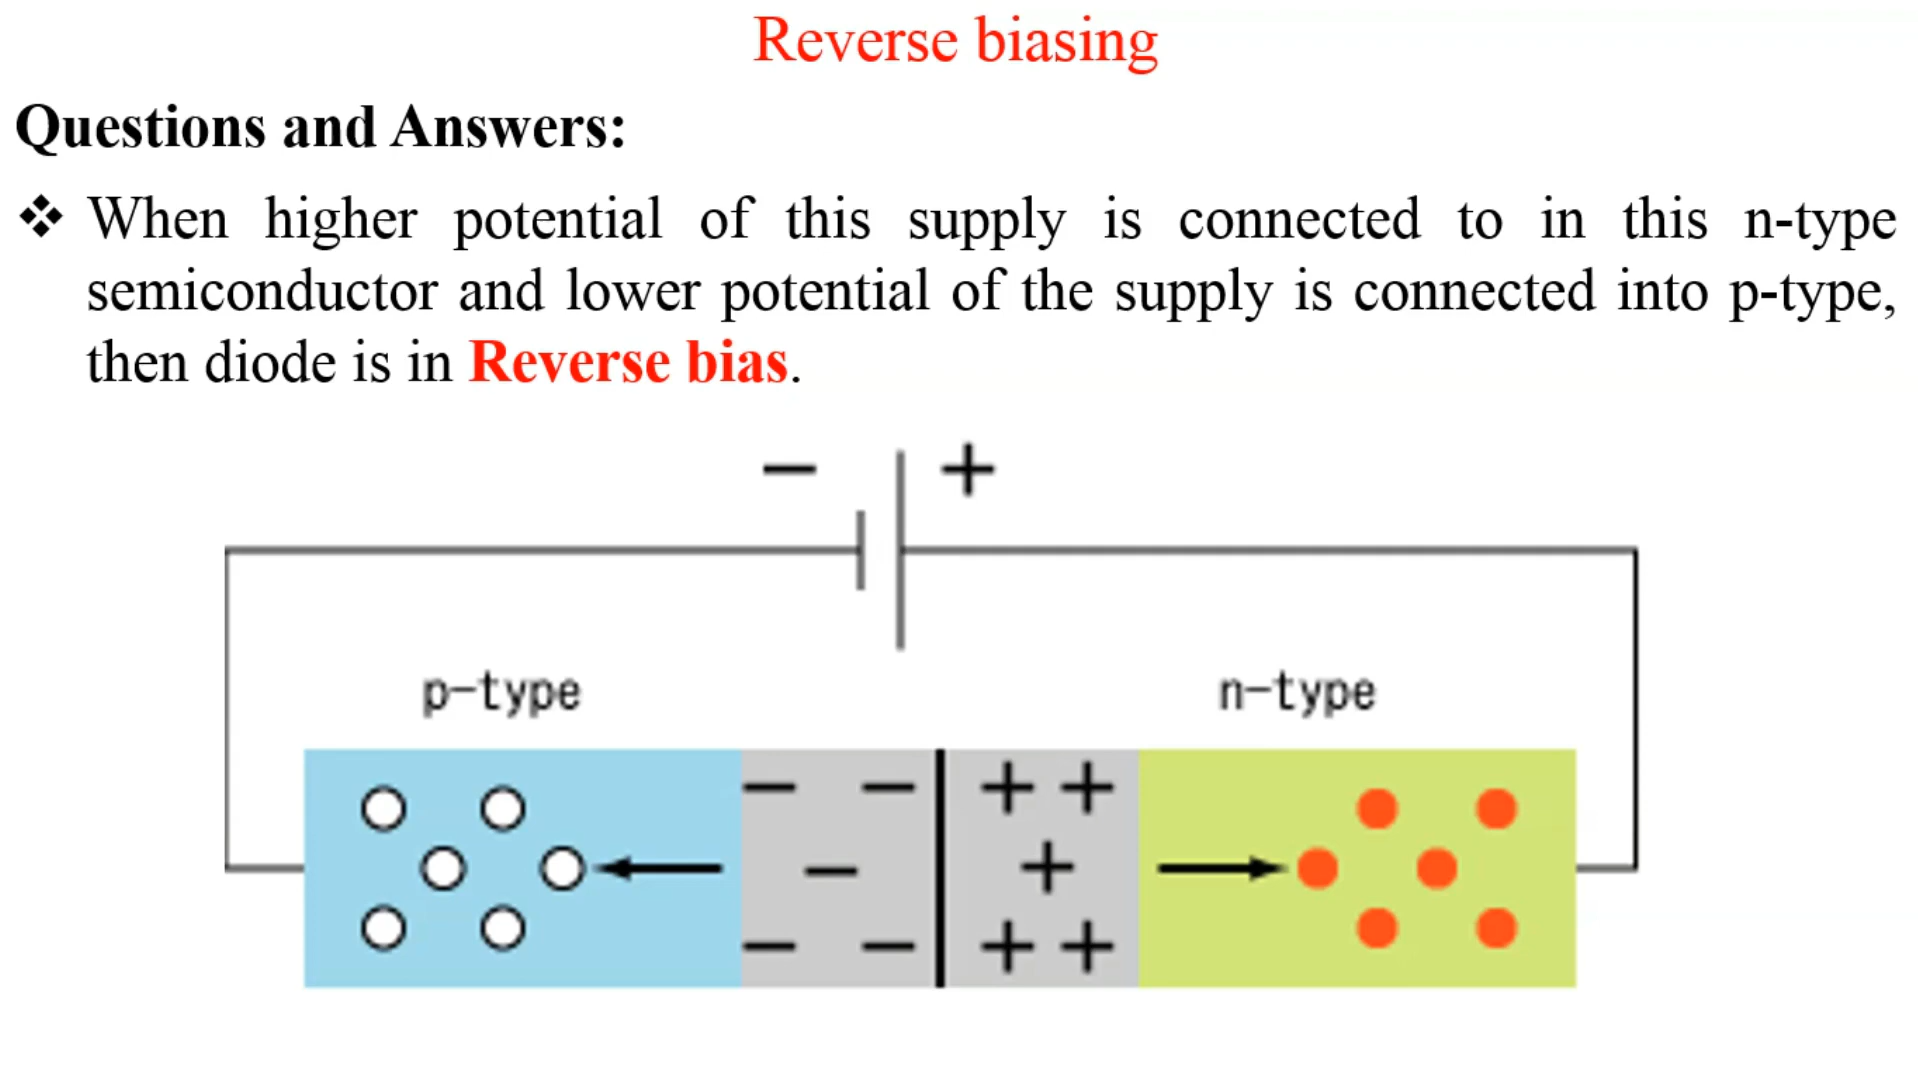 Reverse biasing
Questions and Answers:
❖ When higher potential of this supply is connected to in this n-type
semiconductor and lower potential of the supply is connected into p-type,
then diode is in Reverse bias.
− +
p-type n-type
− − + +
− +
− − + +